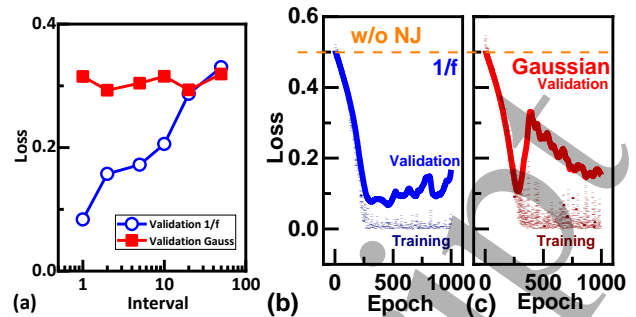 0.4
0.2
0.0
Loss
1
10
100
Interval
Validation 1/f
Validation Gauss
(a)
0.6
0.4
0.2
0.0
Loss
w/o NJ
1/f
Validation
Training
0
500
1000
Epoch
(b)
Gaussian
Validation
Training
0
500
1000
Epoch
(c)